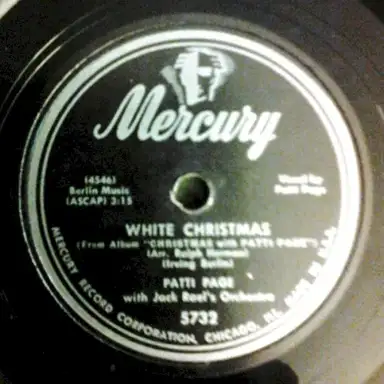 Mercury
(4546)
Berlin Music
(ASCAP) 3:15
Vocal by
Patti Page
WHITE CHRISTMAS
(From Album "CHRISTMAS with PATTI PAGE")
(Arr. Ralph
(Irving Berlin)
PATTI PAGE
with Jack Rael's Orchestra
5732
MERCURY RECORD CORPORATION, CHICAGO, ILL. MADE IN U.S.A.